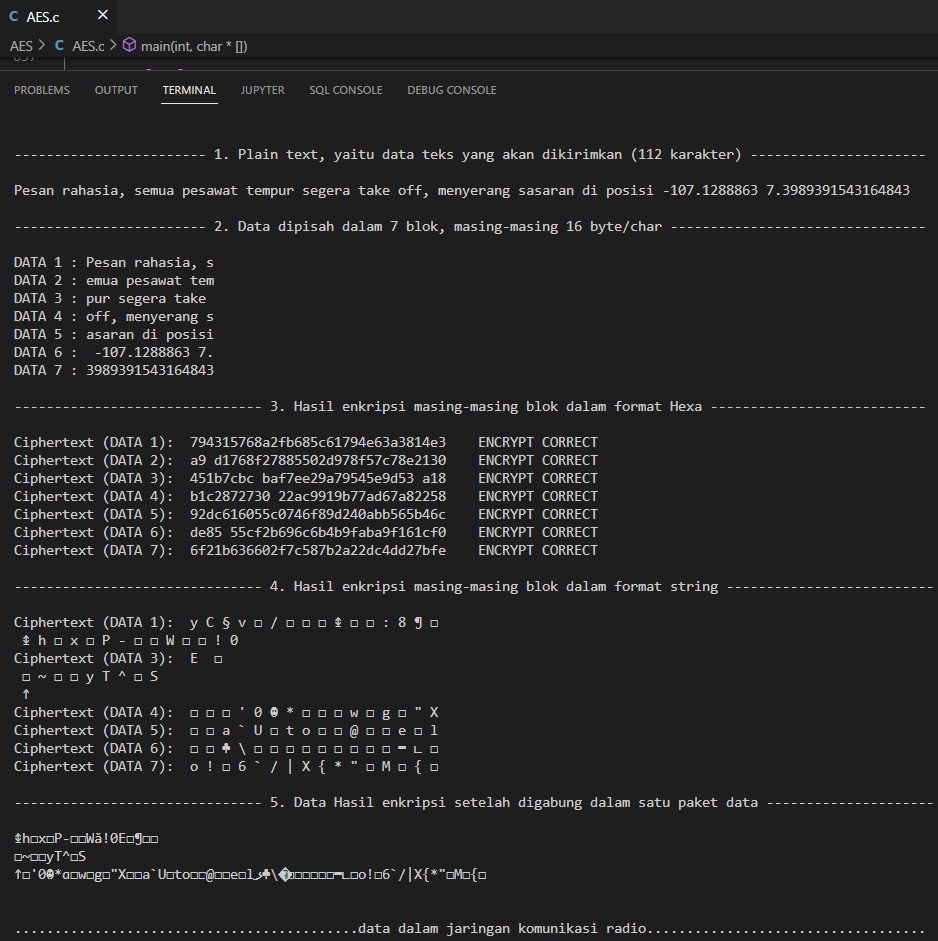 C AES.c ✕
AES > C AES.c > main(int, char * [])
PROBLEMS OUTPUT TERMINAL JUPYTER SQL CONSOLE DEBUG CONSOLE
------------------------ 1. Plain text, yaitu data teks yang akan dikirimkan (112 karakter) ----------------------
Pesan rahasia, semua pesawat tempur segera take off, menyerang sasaran di posisi -107.1288863 7.3989391543164843
------------------------ 2. Data dipisah dalam 7 blok, masing-masing 16 byte/char --------------------------------
DATA 1 : Pesan rahasia, s
DATA 2 : emua pesawat tem
DATA 3 : pur segera take
DATA 4 : off, menyerang s
DATA 5 : asaran di posisi
DATA 6 :  -107.1288863 7.
DATA 7 : 3989391543164843
------------------------------- 3. Hasil enkripsi masing-masing blok dalam format Hexa ---------------------------
Ciphertext (DATA 1):  794315768a2fb685c61794e63a3814e3    ENCRYPT CORRECT
Ciphertext (DATA 2):  a9 d1768f27885502d978f57c78e2130    ENCRYPT CORRECT
Ciphertext (DATA 3):  451b7cbc baf7ee29a79545e9d53 a18    ENCRYPT CORRECT
Ciphertext (DATA 4):  b1c2872730 22ac9919b77ad67a82258    ENCRYPT CORRECT
Ciphertext (DATA 5):  92dc616055c0746f89d240abb565b46c    ENCRYPT CORRECT
Ciphertext (DATA 6):  de85 55cf2b696c6b4b9faba9f161cf0    ENCRYPT CORRECT
Ciphertext (DATA 7):  6f21b636602f7c587b2a22dc4dd27bfe    ENCRYPT CORRECT
------------------------------- 4. Hasil enkripsi masing-masing blok dalam format string --------------------------
Ciphertext (DATA 1):  y C § v □ / □ □ □ ↨ □ □ : 8 ¶ □
↨ h □ x □ P - □ □ W □ □ ! 0
Ciphertext (DATA 3):  E  □
□ ~ □ □ y T ^ □ S
↑
Ciphertext (DATA 4):  □ □ □ ' 0 ☻ * □ □ □ w □ g □ " X
Ciphertext (DATA 5):  □ □ a ` U □ t o □ □ @ □ □ e □ l
Ciphertext (DATA 6):  □ □ ♣ \ □ □ □ □ □ □ □ □ □ ▬ ∟ □
Ciphertext (DATA 7):  o ! □ 6 ` / | X { * " □ M □ { □
------------------------------- 5. Data Hasil enkripsi setelah digabung dalam satu paket data ---------------------
↨h□x□P-□□Wă!0E□¶□□
□~□□yT^□S
↑□'0☻*ɑ□w□g□"X□□a`U□to□□@□□e□l♣\�□□□□□□▬∟□o!□6`/|X{*"□M□{□
...........................................data dalam jaringan komunikasi radio...................................